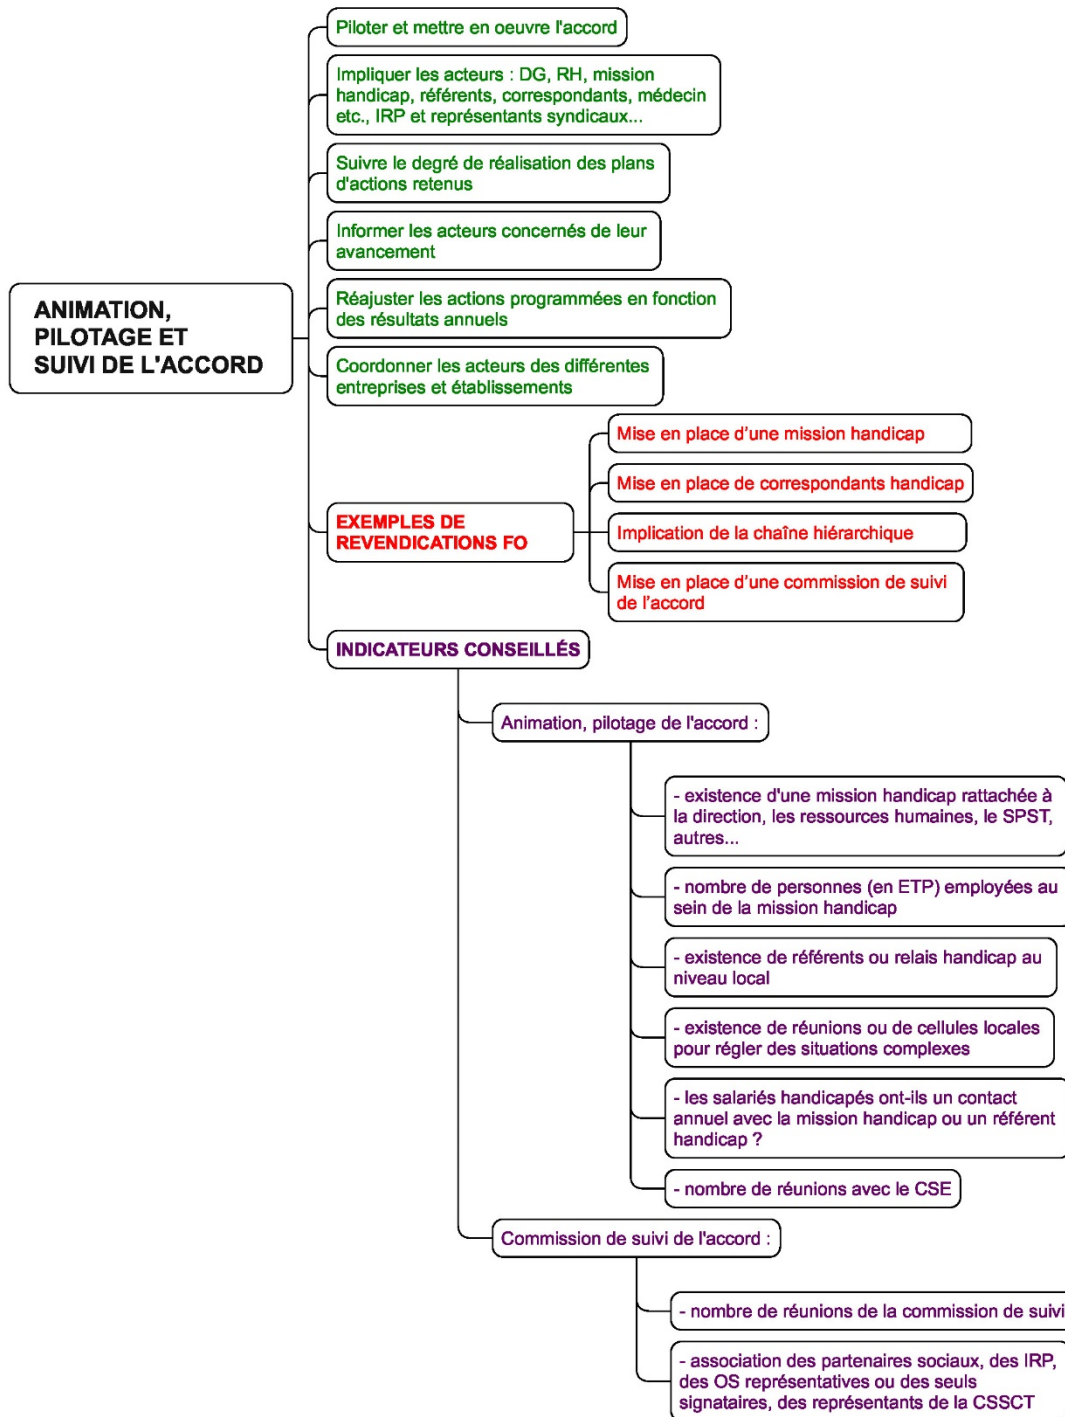 Piloter et mettre en oeuvre l'accord
Impliquer les acteurs : DG, RH, mission
handicap, référents, correspondants, médecin
etc., IRP et représentants syndicaux...
Suivre le degré de réalisation des plans
d'actions retenus
Informer les acteurs concernés de leur
avancement
ANIMATION,
PILOTAGE ET
SUIVI DE L'ACCORD
Réajuster les actions programmées en fonction
des résultats annuels
Coordonner les acteurs des différentes
entreprises et établissements
EXEMPLES DE
REVENDICATIONS FO
Mise en place d’une mission handicap
Mise en place de correspondants handicap
Implication de la chaîne hiérarchique
Mise en place d’une commission de suivi
de l’accord
INDICATEURS CONSEILLÉS
Animation, pilotage de l'accord :
- existence d'une mission handicap rattachée à
la direction, les ressources humaines, le SPST,
autres...
- nombre de personnes (en ETP) employées au
sein de la mission handicap
- existence de référents ou relais handicap au
niveau local
- existence de réunions ou de cellules locales
pour régler des situations complexes
- les salariés handicapés ont-ils un contact
annuel avec la mission handicap ou un référent
handicap ?
- nombre de réunions avec le CSE
Commission de suivi de l'accord :
- nombre de réunions de la commission de suivi
- association des partenaires sociaux, des IRP,
des OS représentatives ou des seuls
signataires, des représentants de la CSSCT